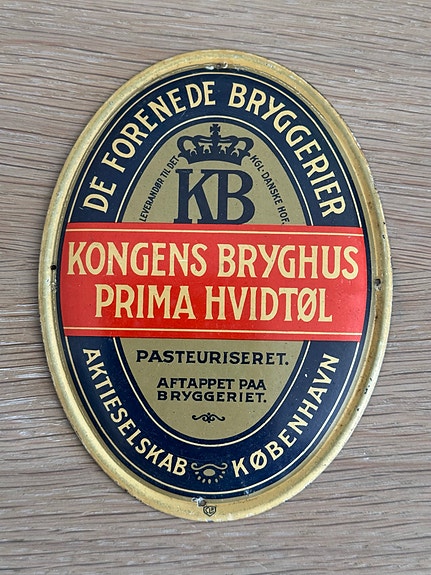 DE FORENEDE BRYGGERIER
LEVERANDØR TIL DET
KGL. DANSKE HOF.
KB
KONGENS BRYGHUS
PRIMA HVIDTØL
PASTEURISERET.
AFTAPPET PAA
BRYGGERIET.
AKTIESELSKAB
KØBENHAVN